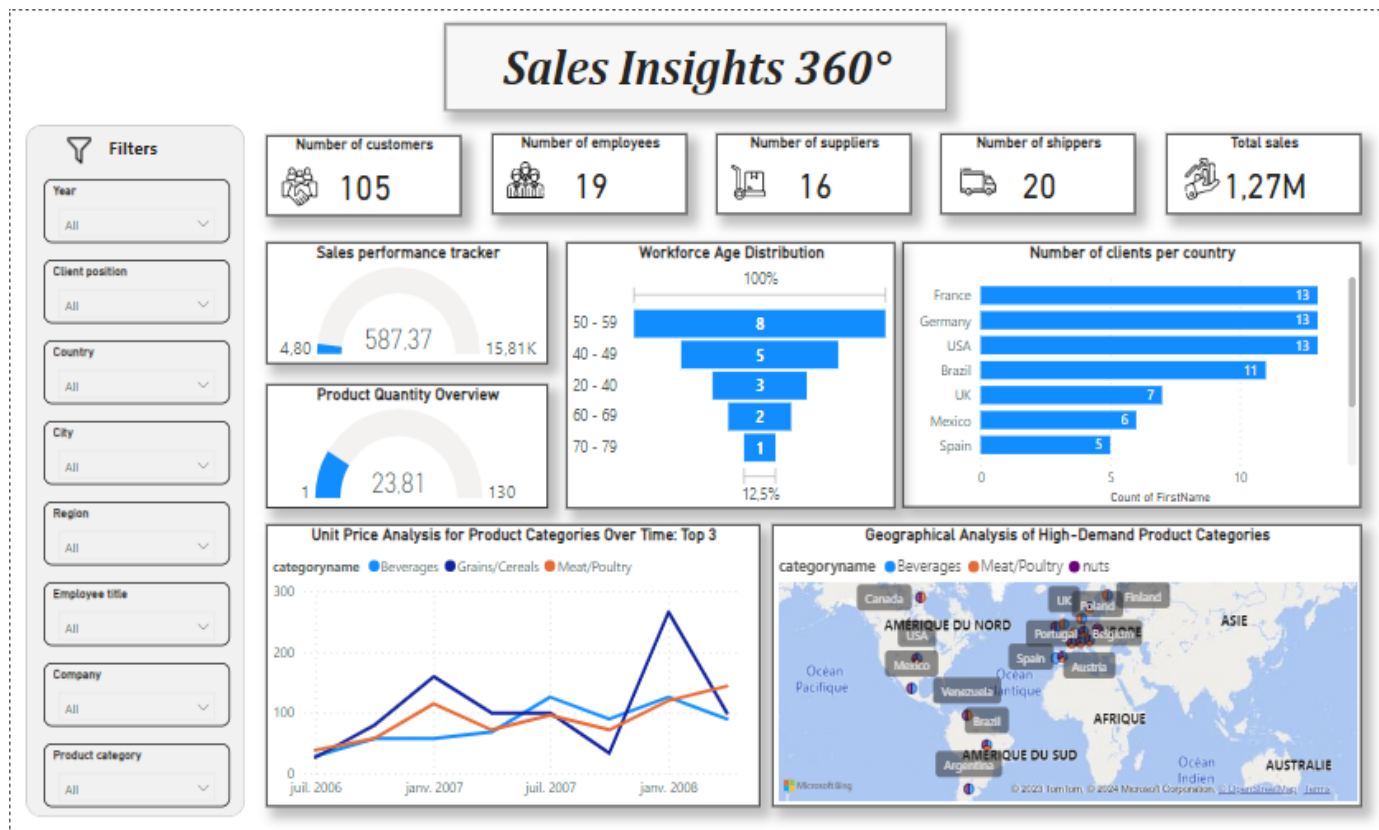 Sales Insights 360°
Filters
Year
All
Client position
All
Country
All
City
All
Region
All
Employee title
All
Company
All
Product category
All
Number of customers
105
Number of employees
19
Number of suppliers
16
Number of shippers
20
Total sales
1,27M
Sales performance tracker
587,37
4,80
15,81K
Product Quantity Overview
23,81
1
130
Workforce Age Distribution
100%
50 - 59
8
40 - 49
5
20 - 40
3
60 - 69
2
70 - 79
1
12,5%
Number of clients per country
France
13
Germany
13
USA
13
Brazil
11
UK
7
Mexico
6
Spain
5
0
5
10
Count of FirstName
Unit Price Analysis for Product Categories Over Time: Top 3
categoryname Beverages Grains/Cereals Meat/Poultry
300
200
100
0
juil. 2006
janv. 2007
juil. 2007
janv. 2008
Geographical Analysis of High-Demand Product Categories
categoryname Beverages Meat/Poultry nuts
Canada
UK
Poland
Finland
AMÉRIQUE DU NORD
USA
Portugal
Belgium
ASIE
Mexico
Spain
Austria
Océan
Pacifique
Océan
Venezuela
Brazil
AFRIQUE
AMÉRIQUE DU SUD
Argentina
Océan
Indien
AUSTRALIE
Microsoft Bing
© 2023 TomTom, © 2024 Microsoft Corporation, © OpenStreetMap Terms